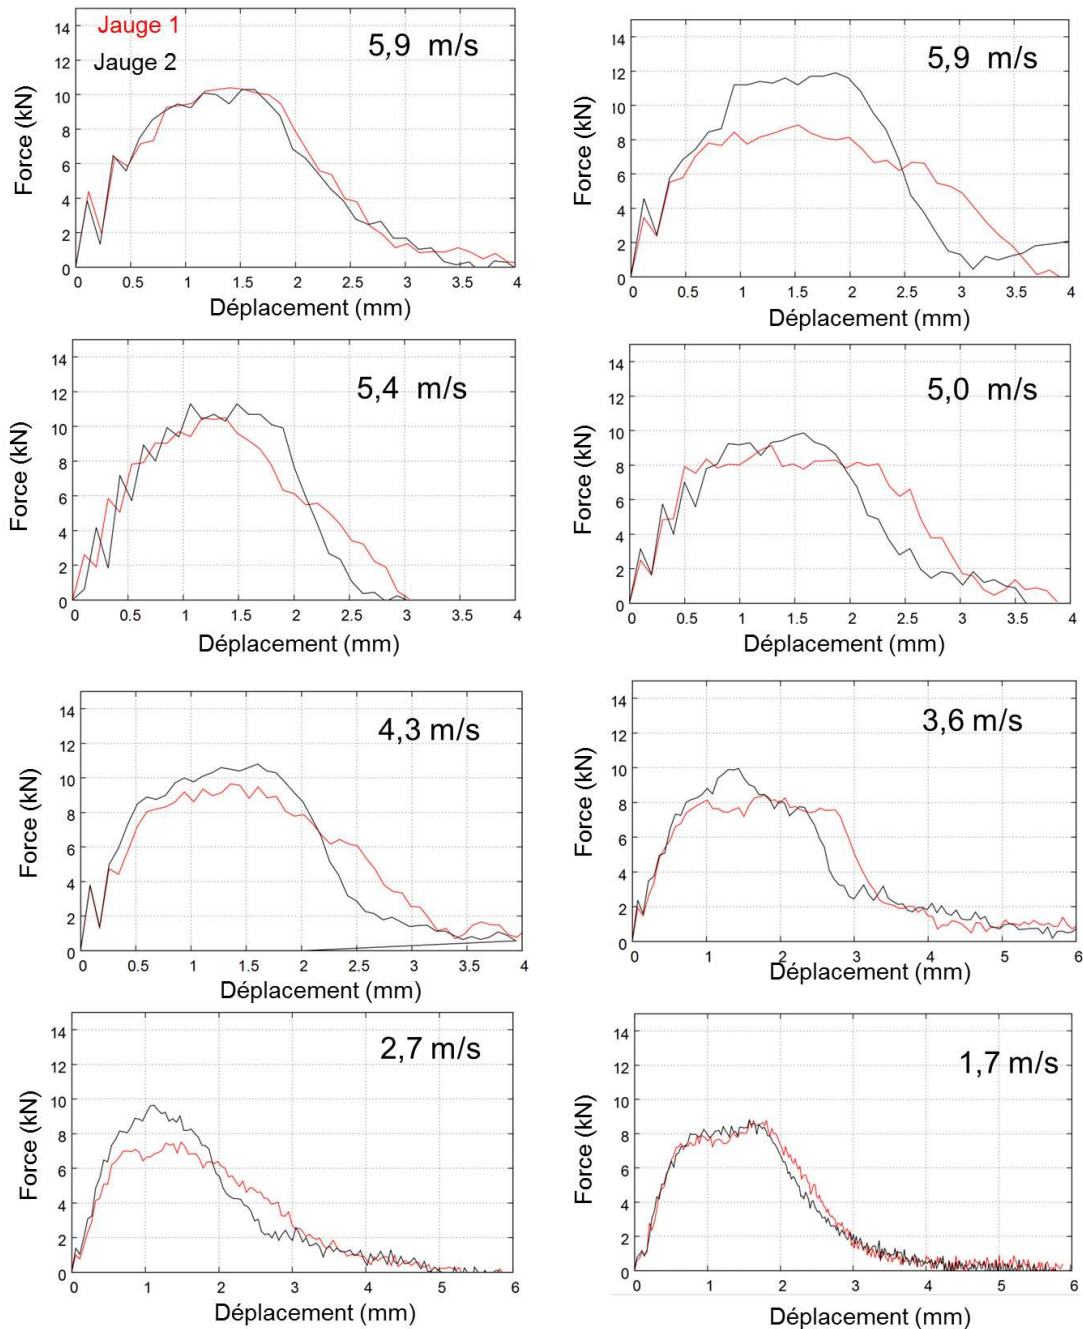 Jauge 1
Jauge 2
5,9 m/s
Force (kN)
14
12
10
8
6
4
2
0
0 0.5 1 1.5 2 2.5 3 3.5 4
Déplacement (mm)
5,9 m/s
Force (kN)
14
12
10
8
6
4
2
0
0 0.5 1 1.5 2 2.5 3 3.5 4
Déplacement (mm)
5,4 m/s
Force (kN)
14
12
10
8
6
4
2
0
0 0.5 1 1.5 2 2.5 3 3.5 4
Déplacement (mm)
5,0 m/s
Force (kN)
14
12
10
8
6
4
2
0
0 0.5 1 1.5 2 2.5 3 3.5 4
Déplacement (mm)
4,3 m/s
Force (kN)
14
12
10
8
6
4
2
0
0 0.5 1 1.5 2 2.5 3 3.5 4
Déplacement (mm)
3,6 m/s
Force (kN)
14
12
10
8
6
4
2
0
0 1 2 3 4 5 6
Déplacement (mm)
2,7 m/s
Force (kN)
14
12
10
8
6
4
2
0
0 1 2 3 4 5 6
Déplacement (mm)
1,7 m/s
Force (kN)
14
12
10
8
6
4
2
0
0 1 2 3 4 5 6
Déplacement (mm)